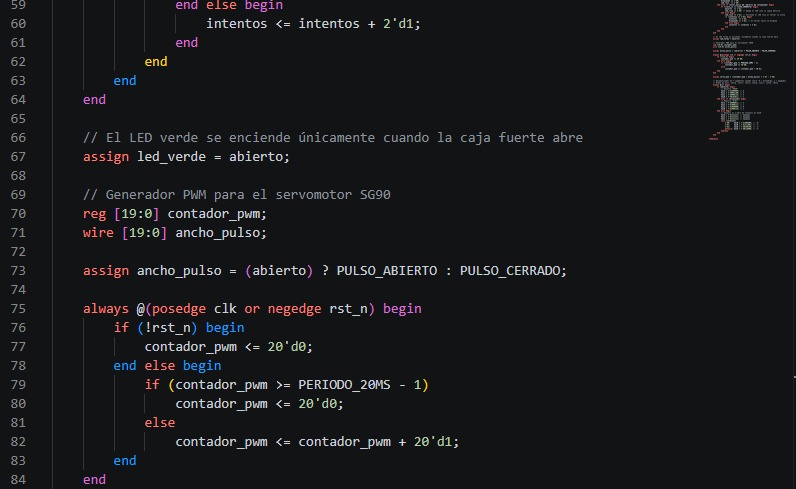 59 end else begin
60 intentos <= intentos + 2'd1;
61 end
62 end
63 end
64 end
65
66 // El LED verde se enciende únicamente cuando la caja fuerte abre
67 assign led_verde = abierto;
68
69 // Generador PWM para el servomotor SG90
70 reg [19:0] contador_pwm;
71 wire [19:0] ancho_pulso;
72
73 assign ancho_pulso = (abierto) ? PULSO_ABIERTO : PULSO_CERRADO;
74
75 always @(posedge clk or negedge rst_n) begin
76 if (!rst_n) begin
77 contador_pwm <= 20'd0;
78 end else begin
79 if (contador_pwm >= PERIODO_20MS - 1)
80 contador_pwm <= 20'd0;
81 else
82 contador_pwm <= contador_pwm + 20'd1;
83 end
84 end